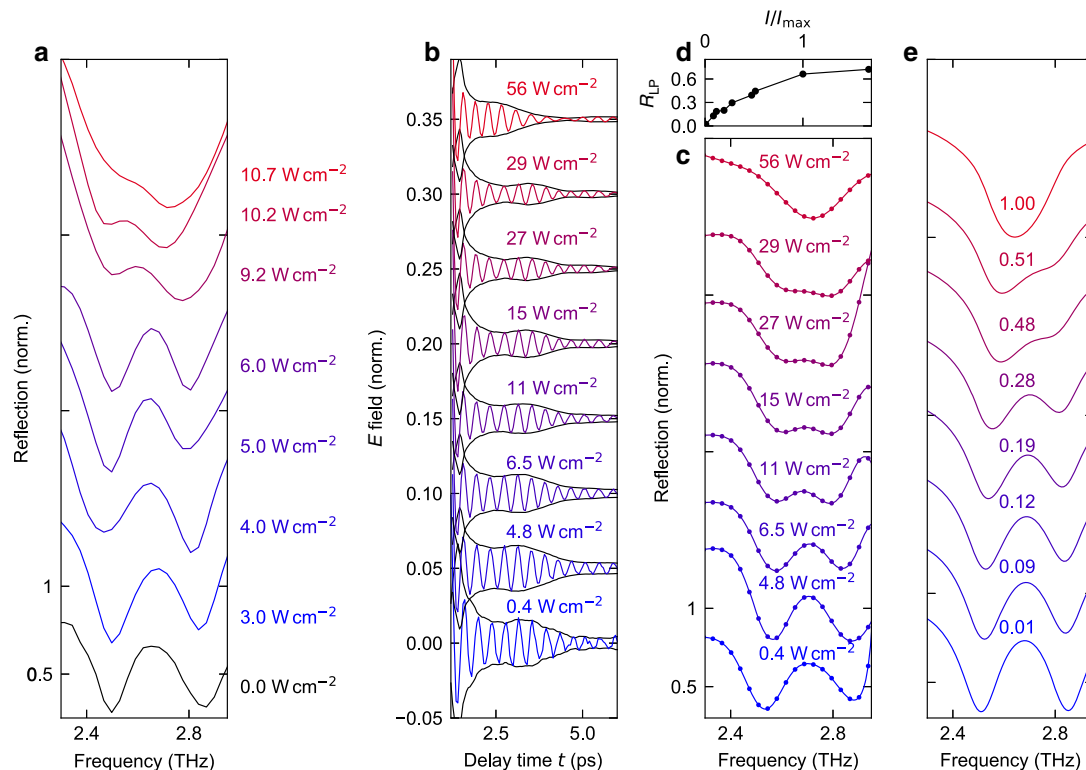 a
10.7 W cm⁻²
10.2 W cm⁻²
9.2 W cm⁻²
6.0 W cm⁻²
5.0 W cm⁻²
4.0 W cm⁻²
3.0 W cm⁻²
0.0 W cm⁻²
1
0.5
Reflection (norm.)
2.4 2.8
Frequency (THz)
b
56 W cm⁻²
29 W cm⁻²
27 W cm⁻²
15 W cm⁻²
11 W cm⁻²
6.5 W cm⁻²
4.8 W cm⁻²
0.4 W cm⁻²
0.35
0.30
0.25
0.20
0.15
0.10
0.05
0.00
−0.05
E field (norm.)
2.5 5.0
Delay time t (ps)
d
I/Imax
0 1
0.6
0.3
0.0
RLP
c
56 W cm⁻²
29 W cm⁻²
27 W cm⁻²
15 W cm⁻²
11 W cm⁻²
6.5 W cm⁻²
4.8 W cm⁻²
0.4 W cm⁻²
1
0.5
Reflection (norm.)
2.4 2.8
Frequency (THz)
e
1.00
0.51
0.48
0.28
0.19
0.12
0.09
0.01
2.4 2.8
Frequency (THz)